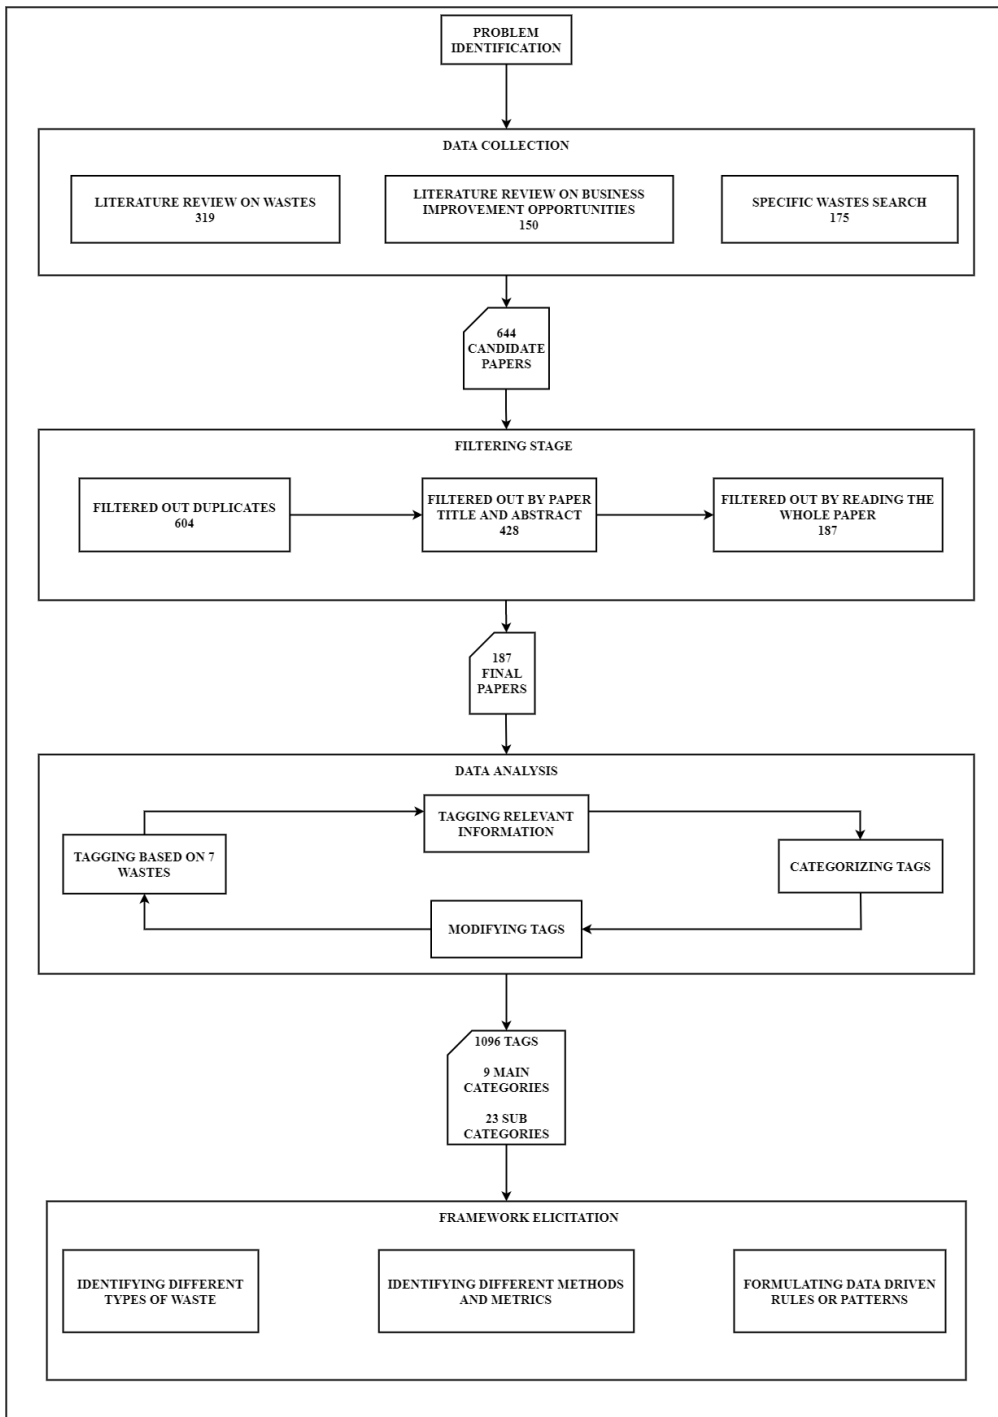 PROBLEM
IDENTIFICATION
DATA COLLECTION
LITERATURE REVIEW ON WASTES
319
LITERATURE REVIEW ON BUSINESS
IMPROVEMENT OPPORTUNITIES
150
SPECIFIC WASTES SEARCH
175
644
CANDIDATE
PAPERS
FILTERING STAGE
FILTERED OUT DUPLICATES
604
FILTERED OUT BY PAPER
TITLE AND ABSTRACT
428
FILTERED OUT BY READING THE
WHOLE PAPER
187
187
FINAL
PAPERS
DATA ANALYSIS
TAGGING RELEVANT
INFORMATION
TAGGING BASED ON 7
WASTES
CATEGORIZING TAGS
MODIFYING TAGS
1096 TAGS
9 MAIN
CATEGORIES
23 SUB
CATEGORIES
FRAMEWORK ELICITATION
IDENTIFYING DIFFERENT
TYPES OF WASTE
IDENTIFYING DIFFERENT METHODS
AND METRICS
FORMULATING DATA DRIVEN
RULES OR PATTERNS